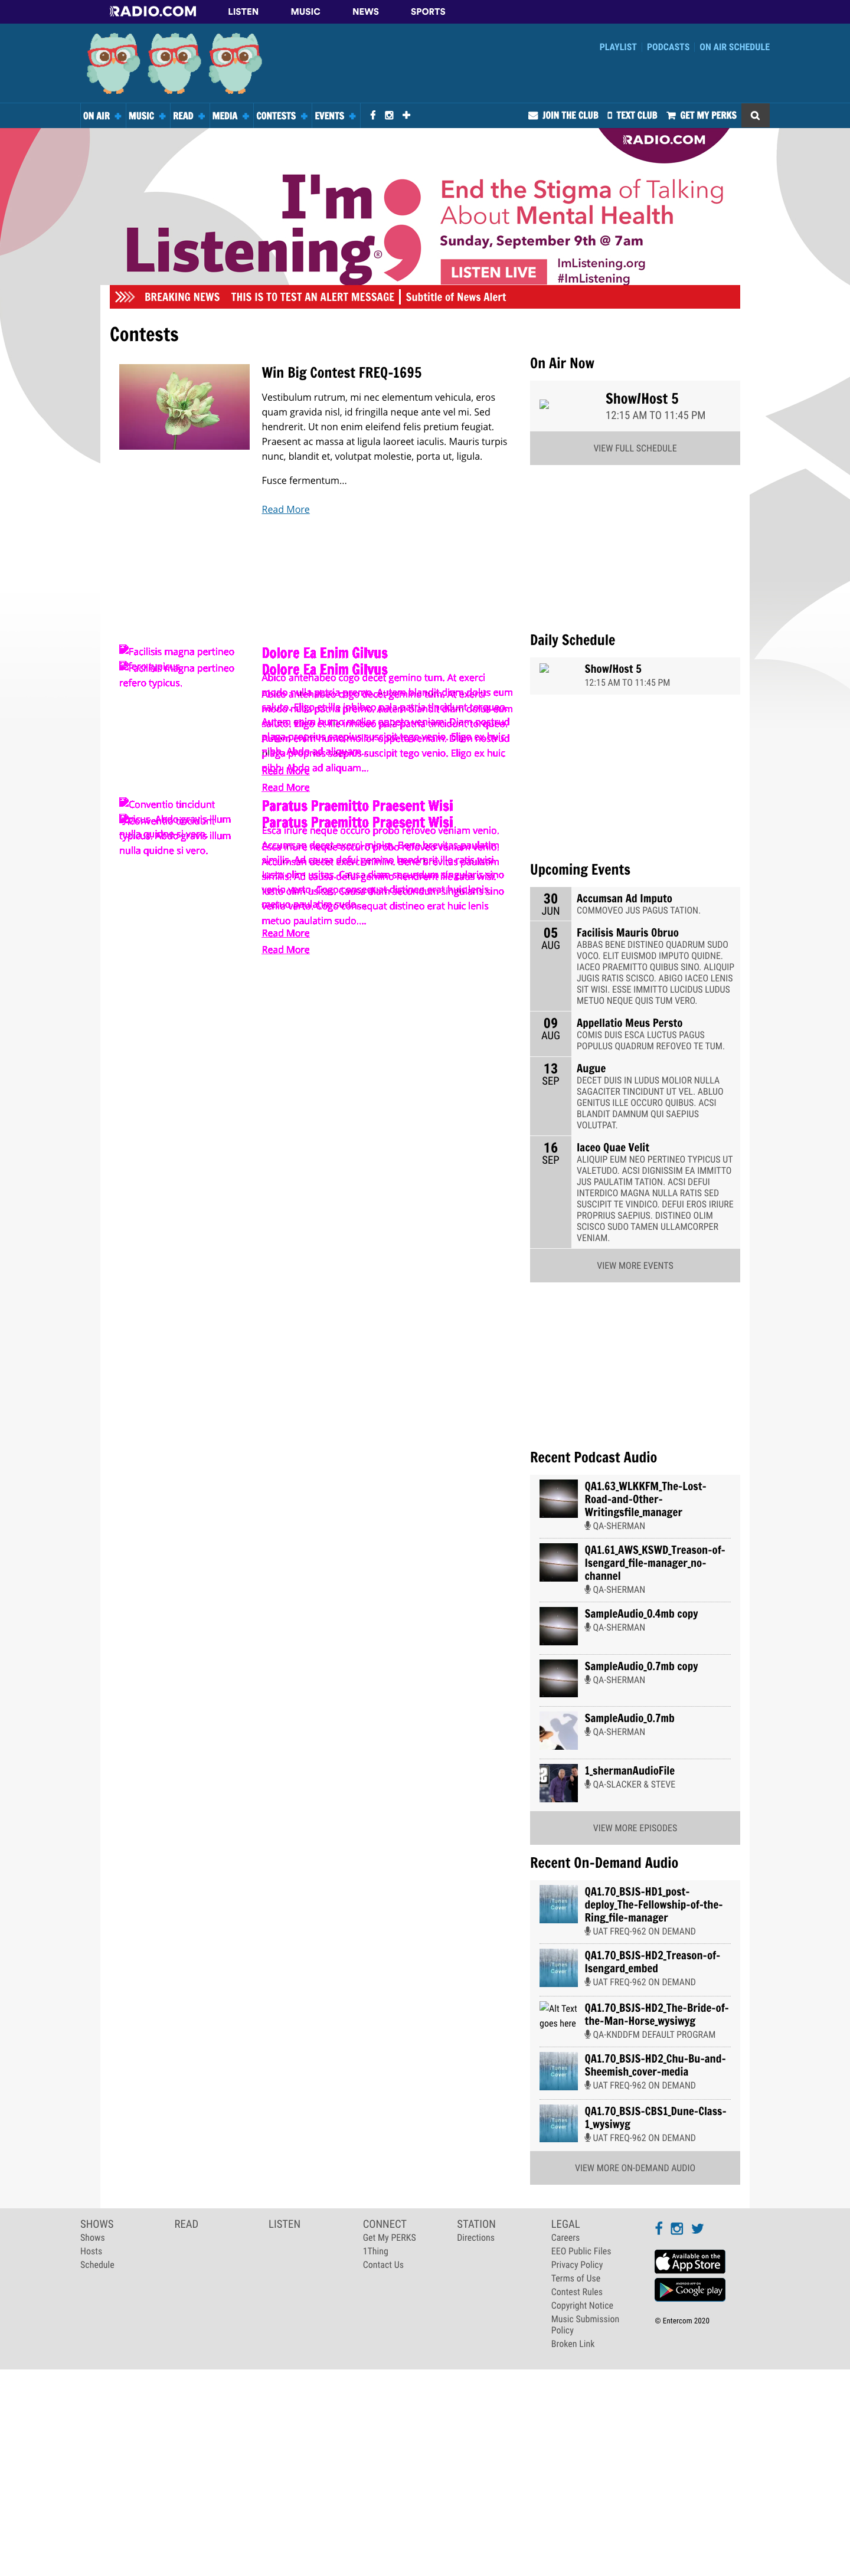 RADIO.COM LISTEN MUSIC NEWS SPORTS
PLAYLIST PODCASTS ON AIR SCHEDULE
ON AIR MUSIC READ MEDIA CONTESTS EVENTS
JOIN THE CLUB TEXT CLUB GET MY PERKS
RADIO.COM
I'm
Listening®
End the Stigma of Talking
About Mental Health
Sunday, September 9th @ 7am
LISTEN LIVE
ImListening.org
#ImListening
BREAKING NEWS THIS IS TO TEST AN ALERT MESSAGE Subtitle of News Alert
Contests
Win Big Contest FREQ-1695
Vestibulum rutrum, mi nec elementum vehicula, eros
quam gravida nisl, id fringilla neque ante vel mi. Sed
hendrerit. Ut non enim eleifend felis pretium feugiat.
Praesent ac massa at ligula laoreet iaculis. Mauris turpis
nunc, blandit et, volutpat molestie, porta ut, ligula.
Fusce fermentum...
Read More
Facilisis magna pertineo
Facilisis magna pertineo
refero typicus.
Dolore Ea Enim Gilvus
Dolore Ea Enim Gilvus
Abico antehabeo cogo decet gemino tum. At exerci
nibh. Abdo ad aliquam...
Read More
Read More
Conventio tincidunt
nulla quidne si vero.
Paratus Praemitto Praesent Wisi
Paratus Praemitto Praesent Wisi
Esca iriure neque occuro probo refoveo veniam venio.
metuo paulatim sudo....
Read More
Read More
On Air Now
Show/Host 5
12:15 AM TO 11:45 PM
VIEW FULL SCHEDULE
Daily Schedule
Show/Host 5
12:15 AM TO 11:45 PM
Upcoming Events
30
JUN
Accumsan Ad Imputo
COMMOVEO JUS PAGUS TATION.
05
AUG
Facilisis Mauris Obruo
ABBAS BENE DISTINEO QUADRUM SUDO
VOCO. ELIT EUISMOD IMPUTO QUIDNE.
IACEO PRAEMITTO QUIBUS SINO. ALIQUIP
JUGIS RATIS SCISCO. ABIGO IACEO LENIS
SIT WISI. ESSE IMMITTO LUCIDUS LUDUS
METUO NEQUE QUIS TUM VERO.
09
AUG
Appellatio Meus Persto
COMIS DUIS ESCA LUCTUS PAGUS
POPULUS QUADRUM REFOVEO TE TUM.
13
SEP
Augue
DECET DUIS IN LUDUS MOLIOR NULLA
SAGACITER TINCIDUNT UT VEL. ABLUO
GENITUS ILLE OCCURO QUIBUS. ACSI
BLANDIT DAMNUM QUI SAEPIUS
VOLUTPAT.
16
SEP
Iaceo Quae Velit
ALIQUIP EUM NEO PERTINEO TYPICUS UT
VALETUDO. ACSI DIGNISSIM EA IMMITTO
JUS PAULATIM TATION. ACSI DEFUI
INTERDICO MAGNA NULLA RATIS SED
SUSCIPIT TE VINDICO. DEFUI EROS IRIURE
PROPRIUS SAEPIUS. DISTINEO OLIM
SCISCO SUDO TAMEN ULLAMCORPER
VENIAM.
VIEW MORE EVENTS
Recent Podcast Audio
QA1.63_WLKKFM_The-Lost-
Road-and-Other-
Writingsfile_manager
QA-SHERMAN
QA1.61_AWS_KSWD_Treason-of-
Isengard_file-manager_no-
channel
QA-SHERMAN
SampleAudio_0.4mb copy
QA-SHERMAN
SampleAudio_0.7mb copy
QA-SHERMAN
SampleAudio_0.7mb
QA-SHERMAN
1_shermanAudioFile
QA-SLACKER & STEVE
VIEW MORE EPISODES
Recent On-Demand Audio
QA1.70_BSJS-HD1_post-
deploy_The-Fellowship-of-the-
Ring_file-manager
UAT FREQ-962 ON DEMAND
QA1.70_BSJS-HD2_Treason-of-
Isengard_embed
UAT FREQ-962 ON DEMAND
Alt Text
goes here
QA1.70_BSJS-HD2_The-Bride-of-
the-Man-Horse_wysiwyg
QA-KNDDFM DEFAULT PROGRAM
QA1.70_BSJS-HD2_Chu-Bu-and-
Sheemish_cover-media
UAT FREQ-962 ON DEMAND
QA1.70_BSJS-CBS1_Dune-Class-
1_wysiwyg
UAT FREQ-962 ON DEMAND
VIEW MORE ON-DEMAND AUDIO
SHOWS
Shows
Hosts
Schedule
READ
LISTEN
CONNECT
Get My PERKS
1Thing
Contact Us
STATION
Directions
LEGAL
Careers
EEO Public Files
Privacy Policy
Terms of Use
Contest Rules
Copyright Notice
Music Submission
Policy
Broken Link
Available on the
App Store
Google play
© Entercom 2020